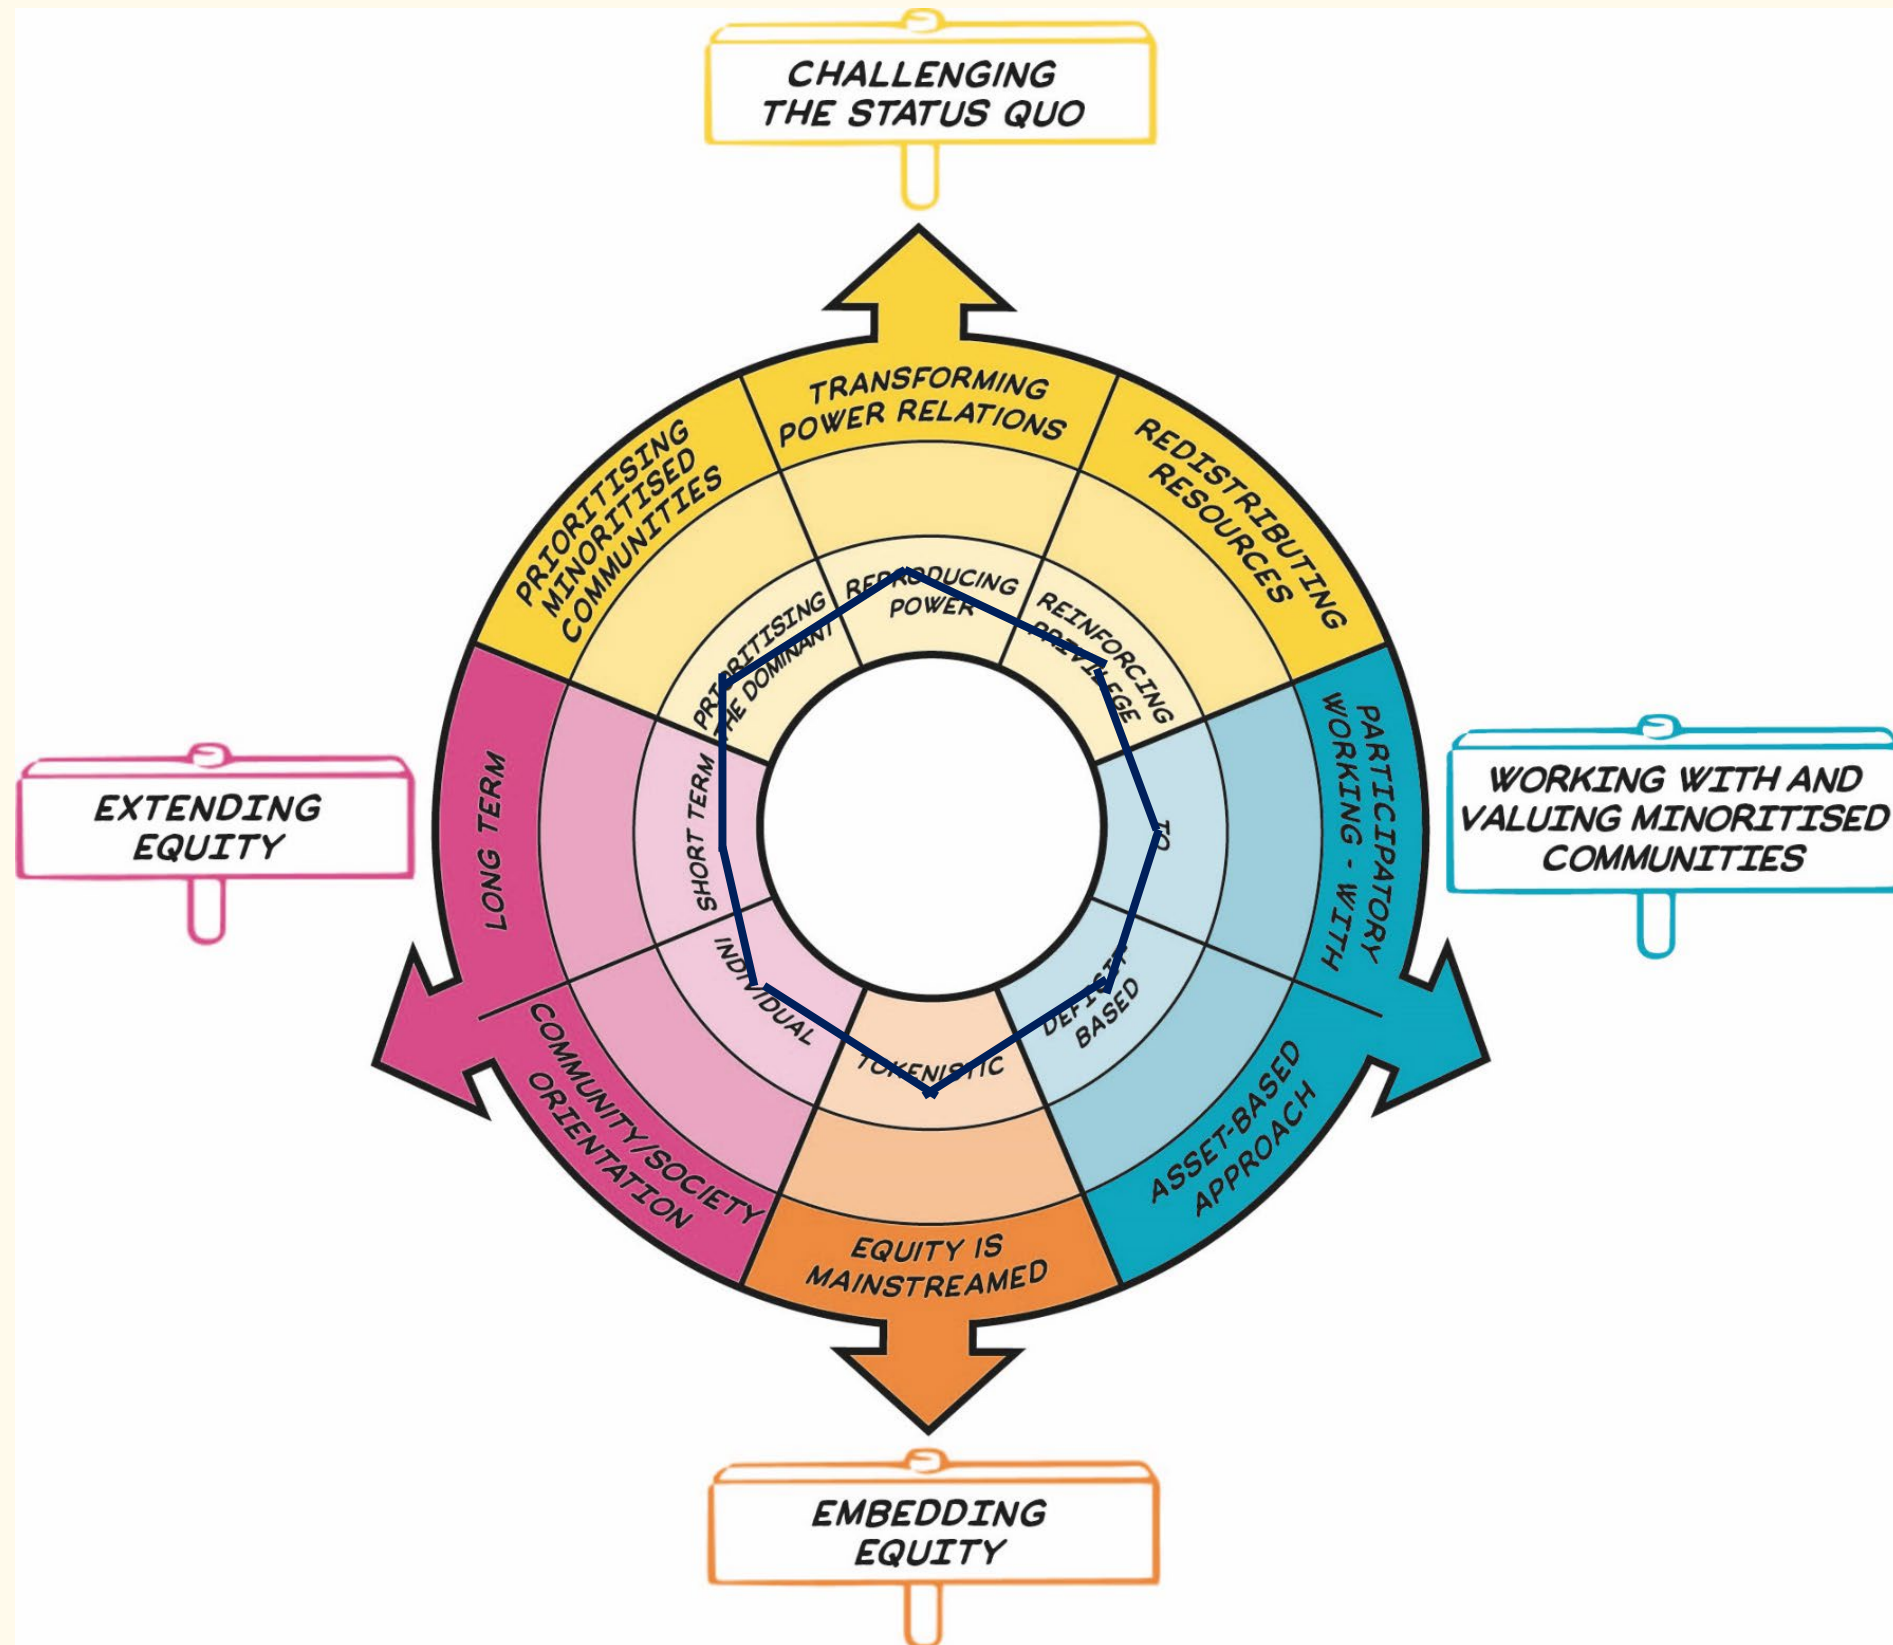 CHALLENGING
THE STATUS QUO
TRANSFORMING
POWER RELATIONS
PRIORITISING
MINORITISED
COMMUNITIES
REDISTRIBUTING
RESOURCES
REPRODUCING
POWER
PRIORITISING
THE DOMINANT
REINFORCING
PRIVILEGE
EXTENDING
EQUITY
LONG TERM
SHORT TERM
TO
PARTICIPATORY
WORKING - WITH
WORKING WITH AND
VALUING MINORITISED
COMMUNITIES
INDIVIDUAL
DEFICIT
BASED
TOKENISTIC
COMMUNITY/SOCIETY
ORIENTATION
ASSET-BASED
APPROACH
EQUITY IS
MAINSTREAMED
EMBEDDING
EQUITY